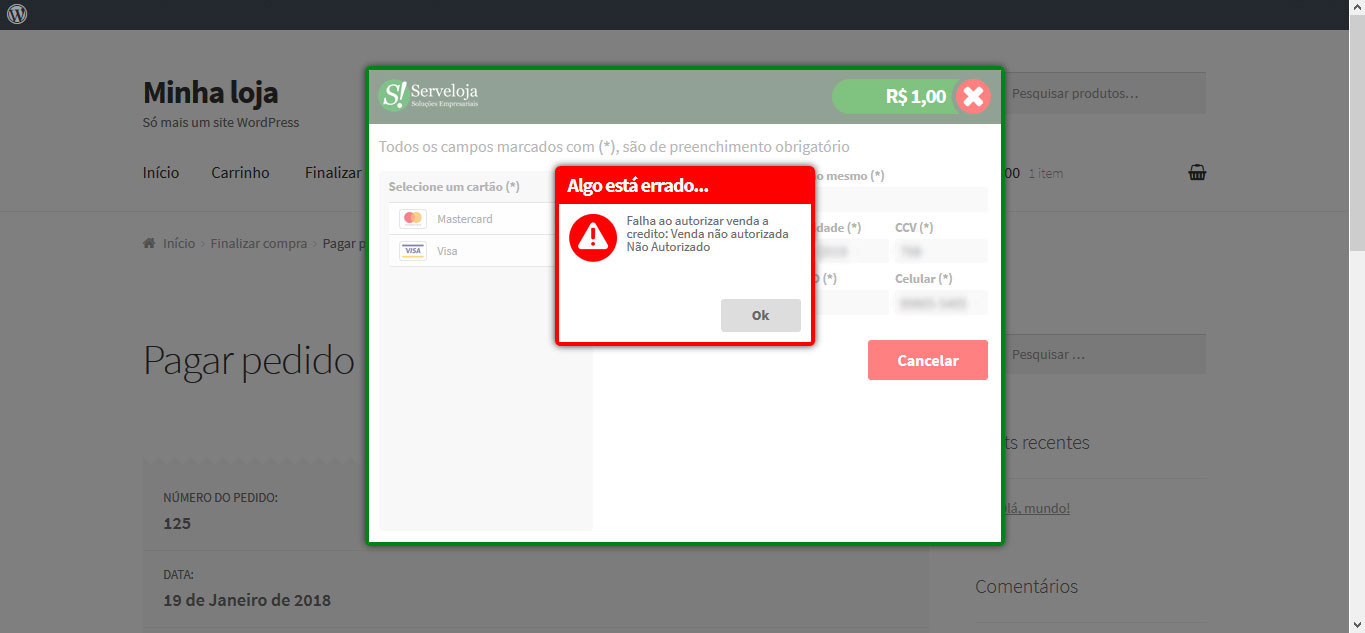 Minha loja
Só mais um site WordPress
Início
Carrinho
Finalizar
Pesquisar produtos…
00 1 item
Início › Finalizar compra › Pagar p
S! Serveloja
Soluções Empresariais
R$ 1,00
Todos os campos marcados com (*), são de preenchimento obrigatório
Selecione um cartão (*)
Mastercard
VISA Visa
o mesmo (*)
dade (*)
CCV (*)
(*)
Celular (*)
Cancelar
Algo está errado...
Falha ao autorizar venda a
credito: Venda não autorizada
Não Autorizado
Ok
Pagar pedido
NÚMERO DO PEDIDO:
125
DATA:
19 de Janeiro de 2018
Pesquisar …
ts recentes
lá, mundo!
Comentários